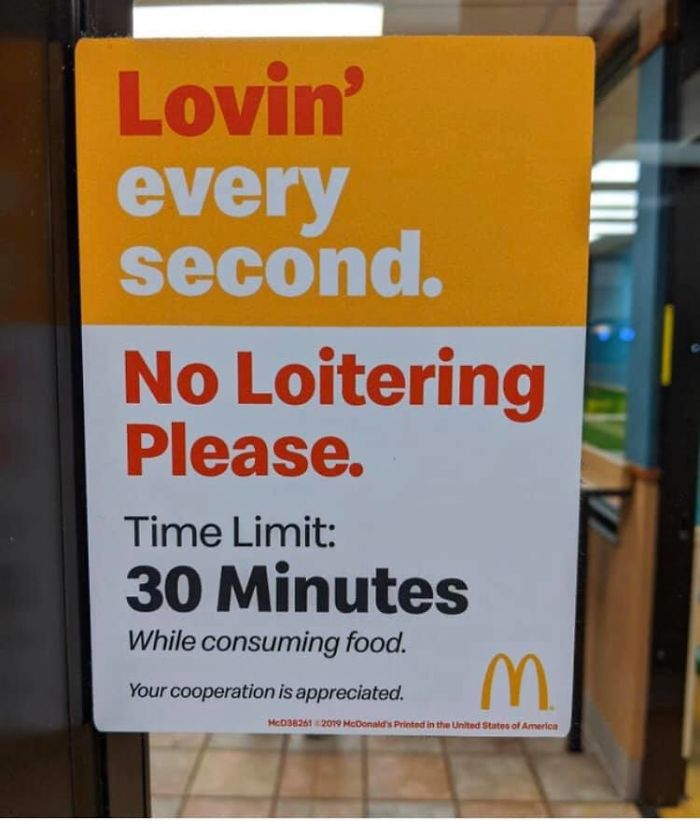 Lovin’
every
second.
No Loitering
Please.
Time Limit:
30 Minutes
While consuming food.
Your cooperation is appreciated.
McD38261 ©2019 McDonald's Printed in the United States of America